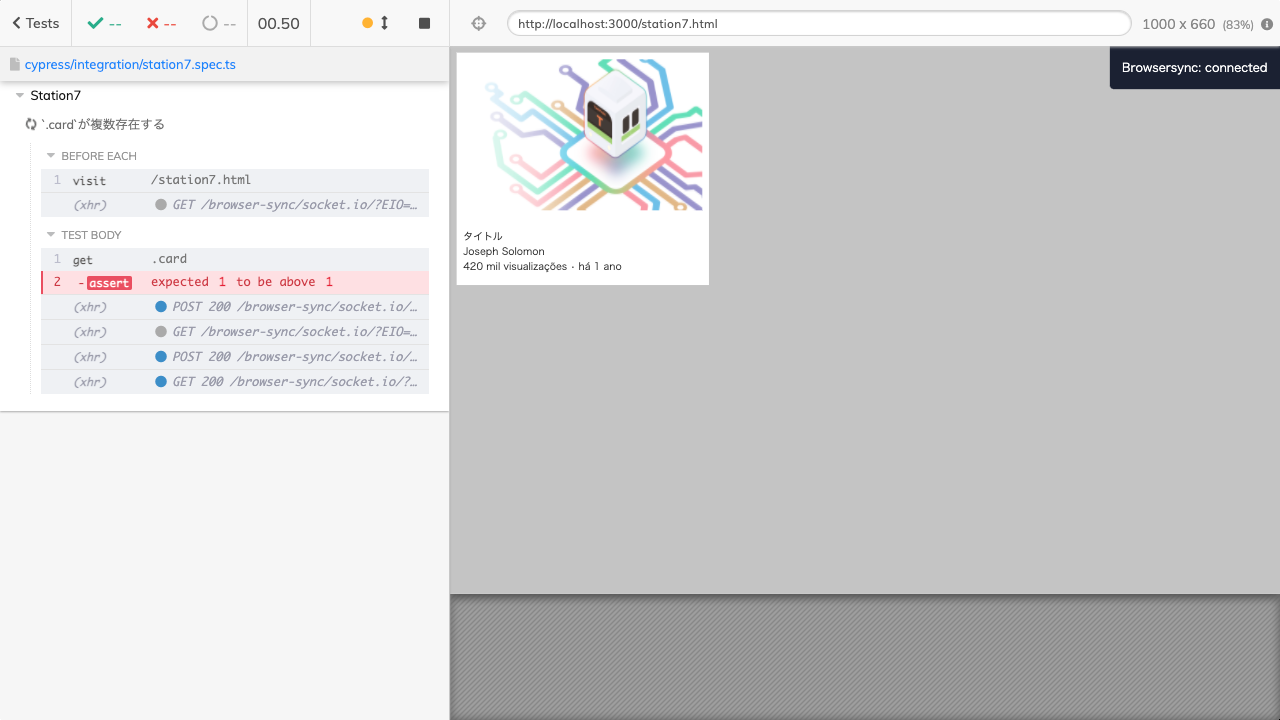 Tests
--
--
--
00.50
http://localhost:3000/station7.html
1000 x 660 (83%)
cypress/integration/station7.spec.ts
Browsersync: connected
Station7
`.card`が複数存在する
BEFORE EACH
1 visit /station7.html
(xhr) GET /browser-sync/socket.io/?EIO=…
TEST BODY
1 get .card
2 -assert expected 1 to be above 1
(xhr) POST 200 /browser-sync/socket.io/…
(xhr) GET /browser-sync/socket.io/?EIO=…
(xhr) POST 200 /browser-sync/socket.io/…
(xhr) GET 200 /browser-sync/socket.io/?…
タイトル
Joseph Solomon
420 mil visualizações・há 1 ano